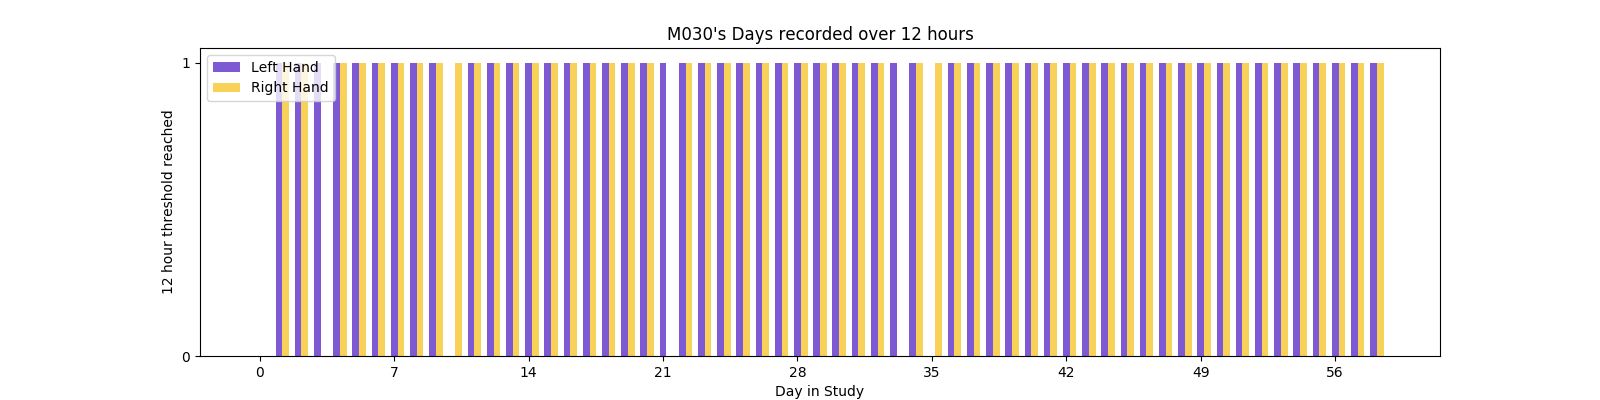 M030's Days recorded over 12 hours
Left Hand
Right Hand
12 hour threshold reached
1
0
0 7 14 21 28 35 42 49 56
Day in Study